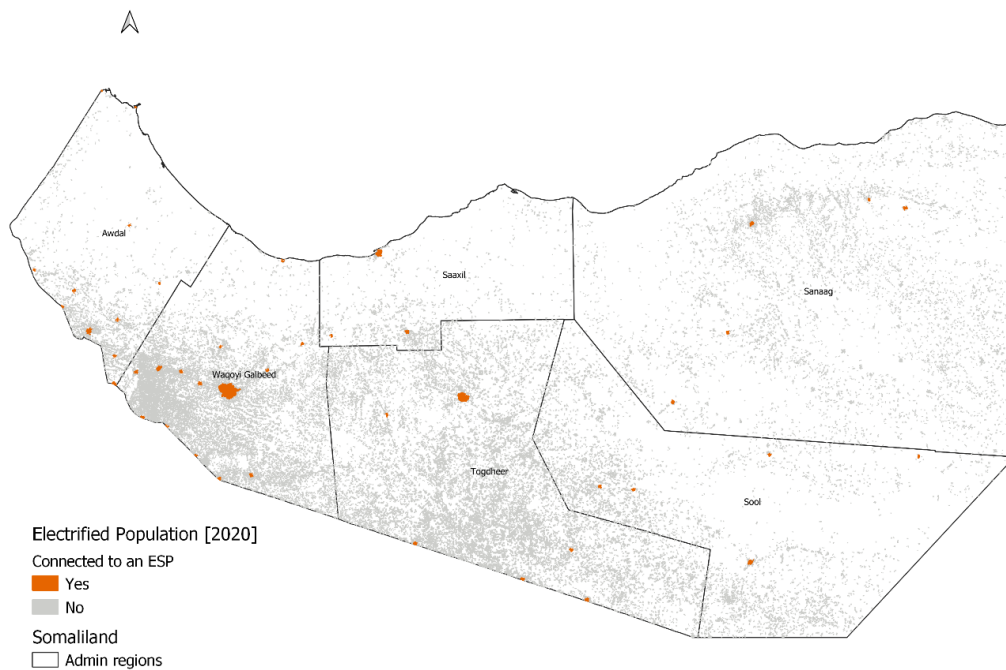 Awdal
Saaxil
Sanaag
Waqoyi Galbeed
Togdheer
Sool
Electrified Population [2020]
Connected to an ESP
Yes
No
Somaliland
Admin regions